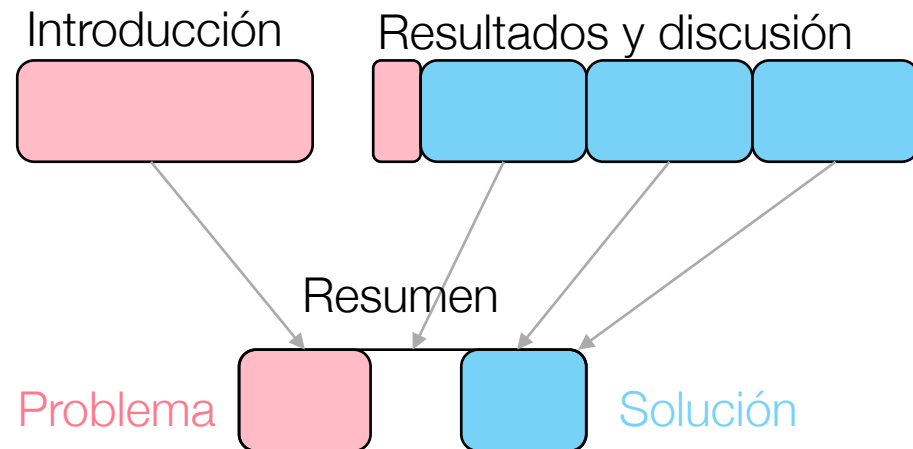 Introducción
Resultados y discusión
Resumen
Problema
Solución